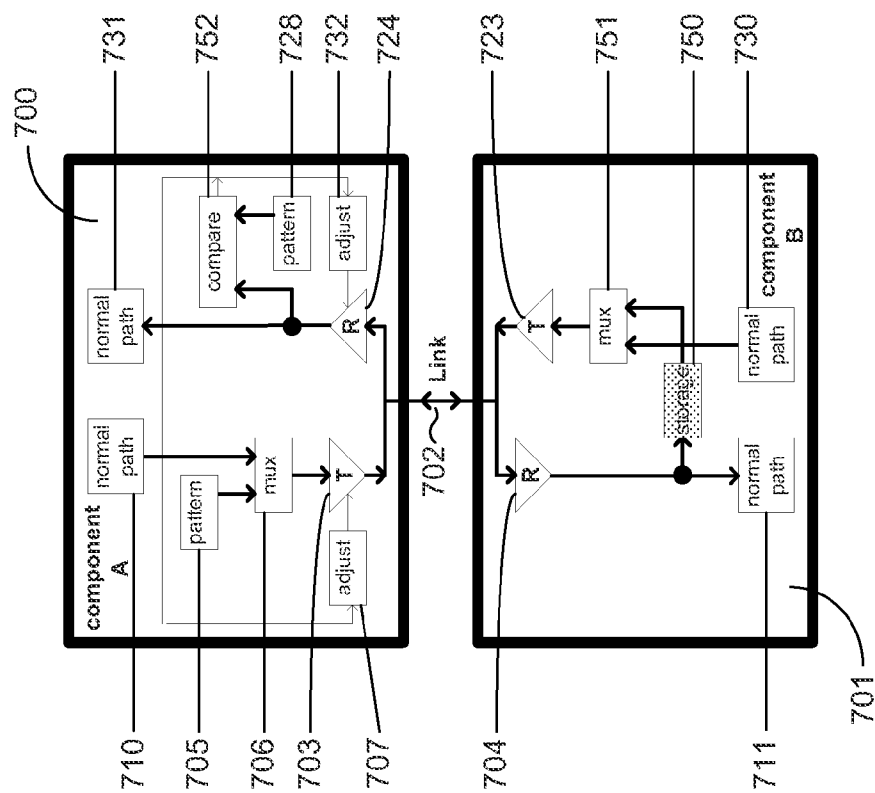 700
731
752
728
732
724
component
A
normal
path
normal
path
compare
pattern
pattern
mux
adjust
adjust
T
R
710
705
706
703
707
702
Link
723
751
750
730
R
T
mux
storage
normal
path
normal
path
component
B
704
711
701